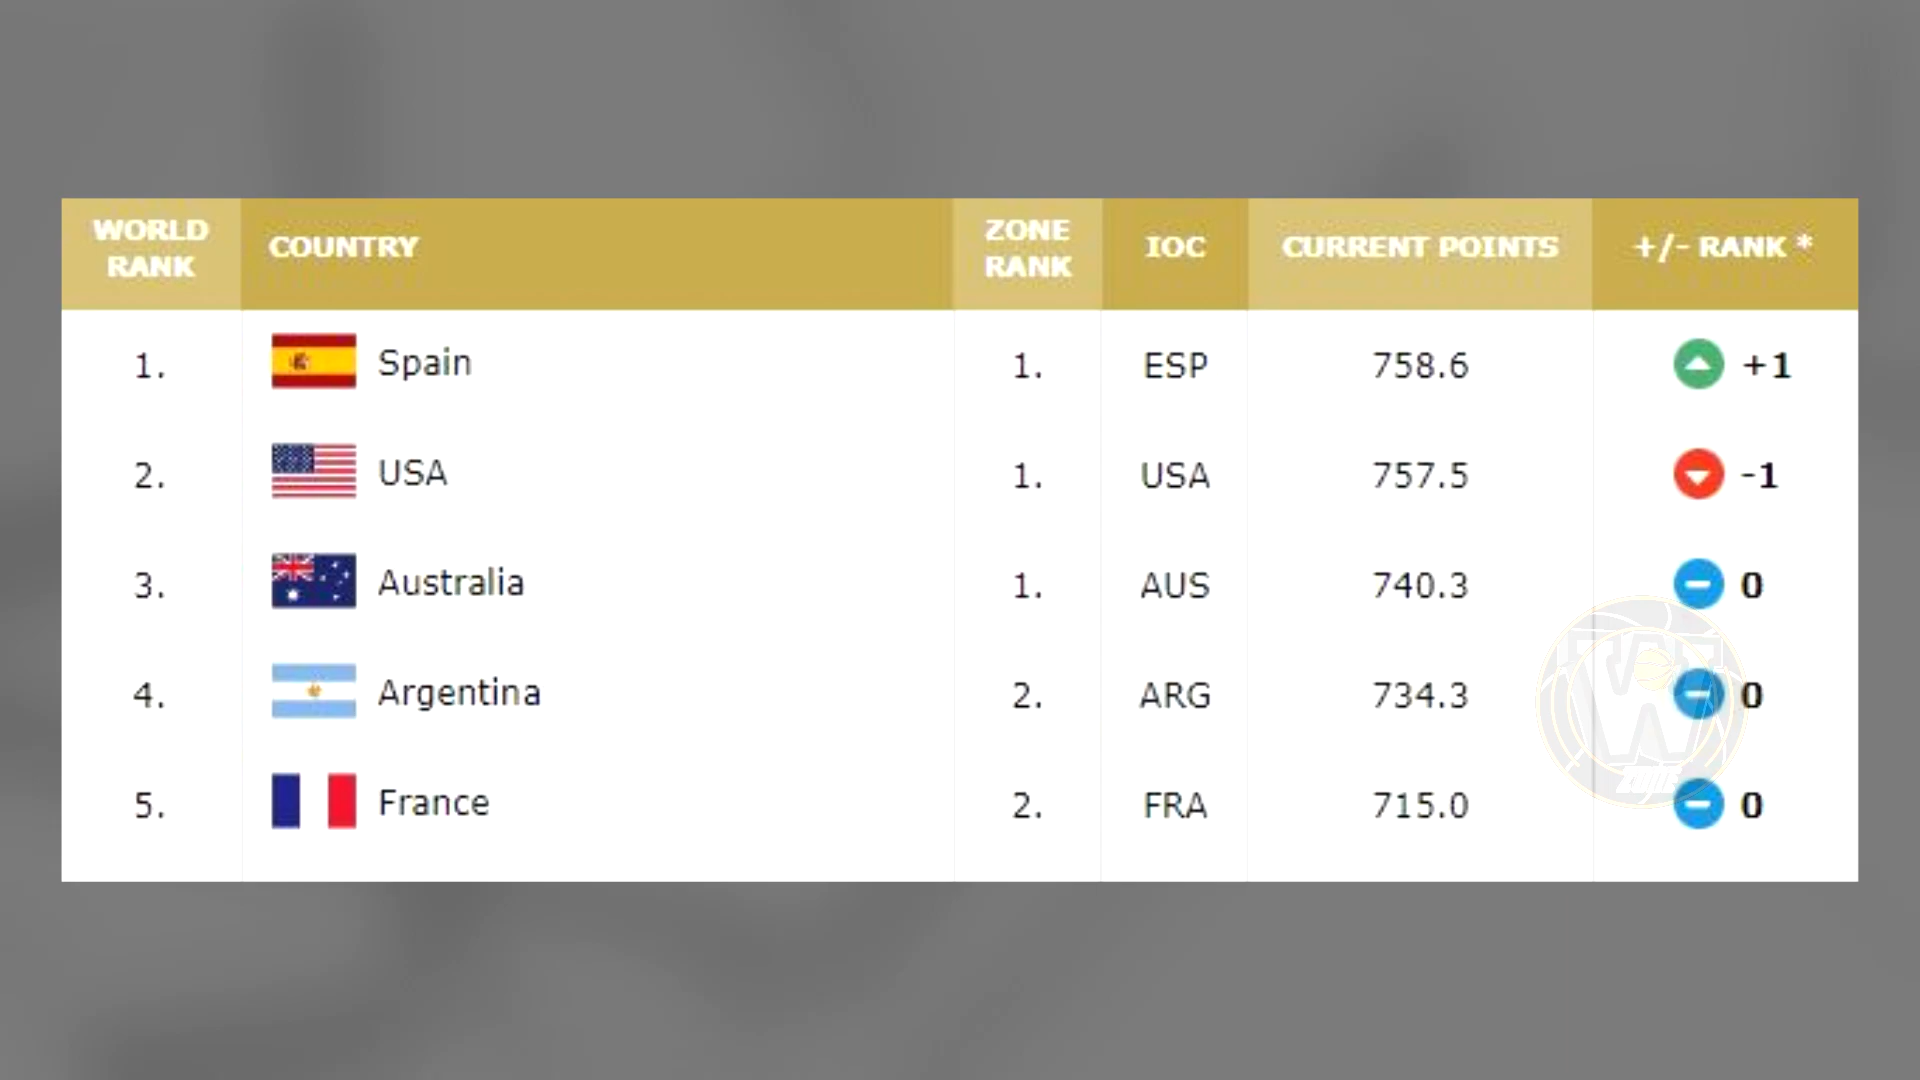 WORLD RANK COUNTRY ZONE RANK IOC CURRENT POINTS +/- RANK *
1. Spain 1. ESP 758.6 +1
2. USA 1. USA 757.5 -1
3. Australia 1. AUS 740.3 0
4. Argentina 2. ARG 734.3 0
5. France 2. FRA 715.0 0